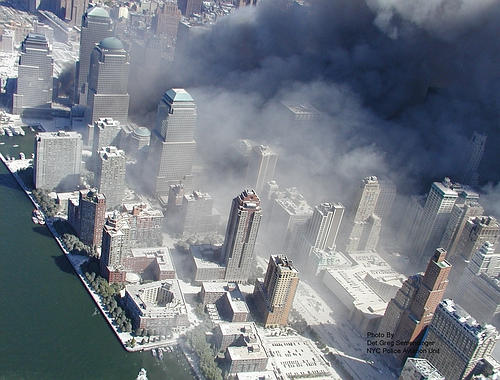 Photo By
Det Greg Semendinger
NYC Police Aviation Unit